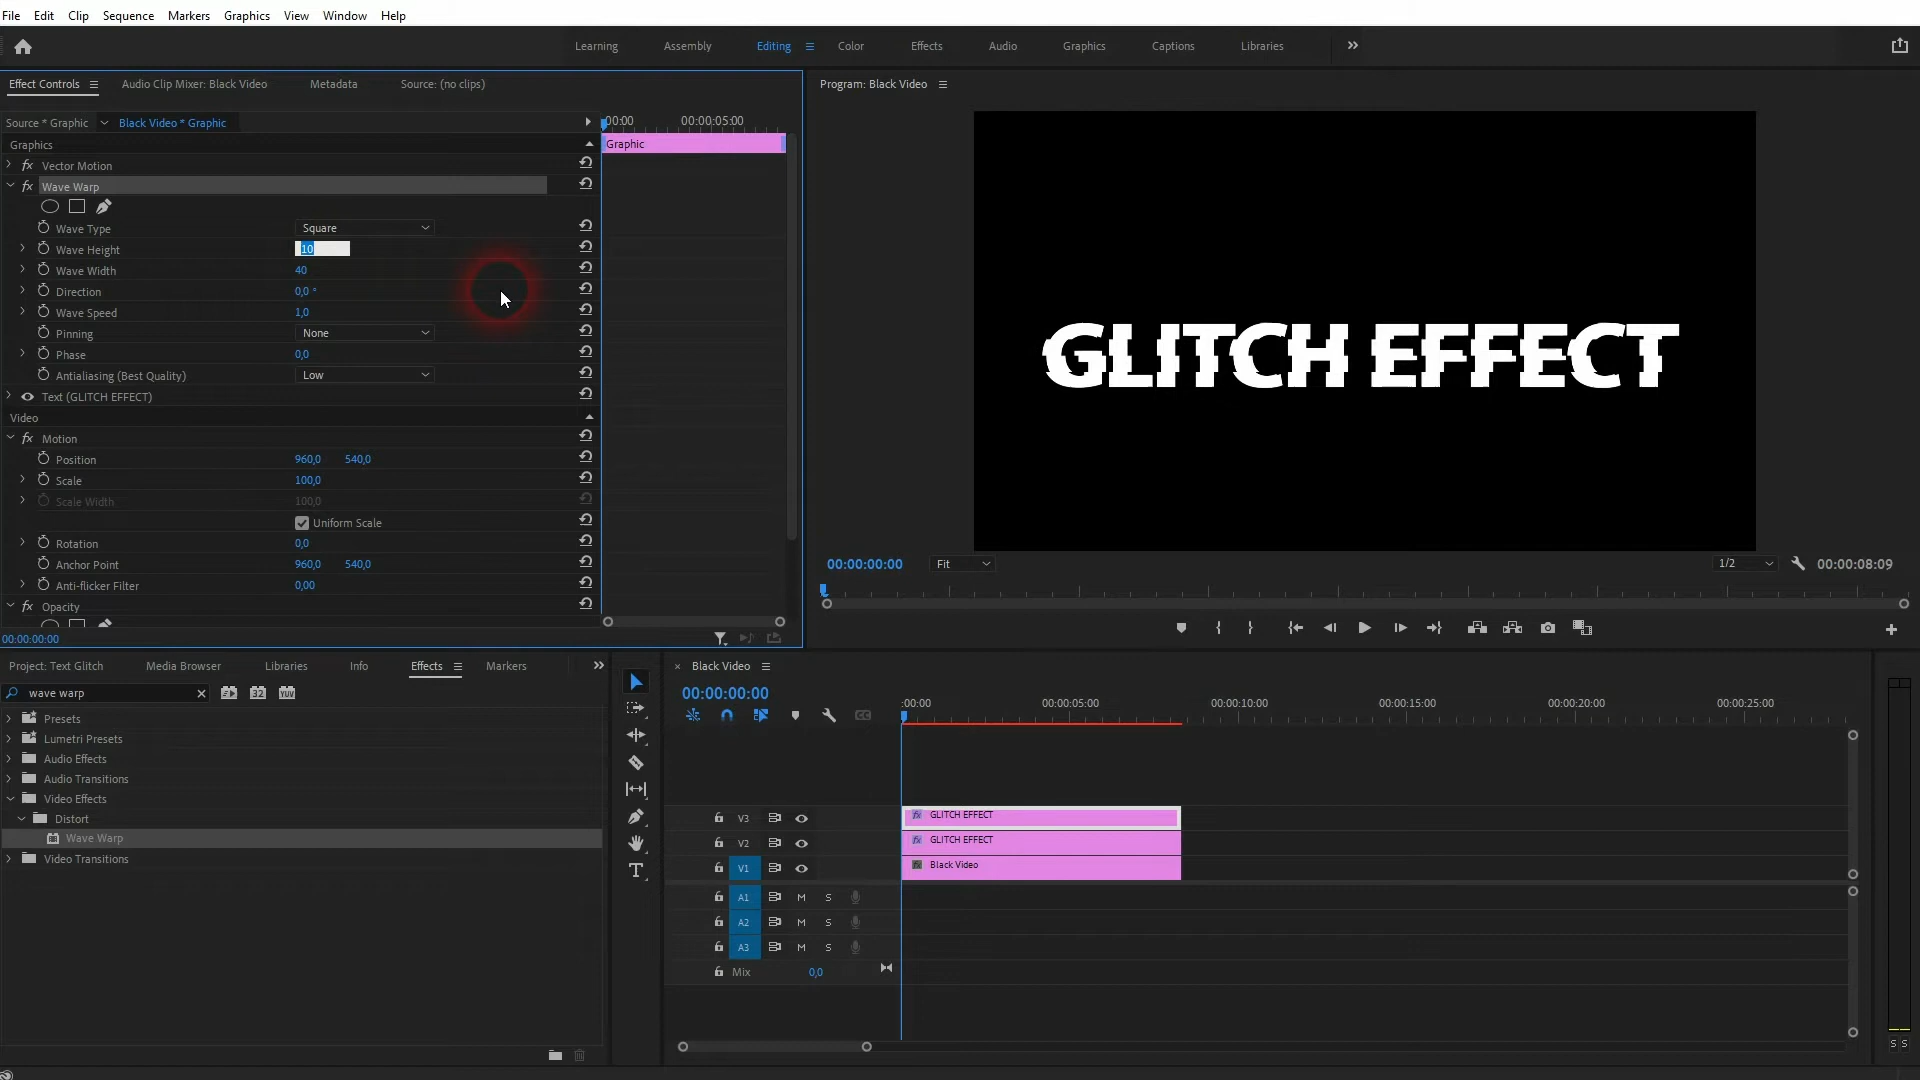 File Edit Clip Sequence Markers Graphics View Window Help
Learning Assembly Editing Color Effects Audio Graphics Captions Libraries
Effect Controls Audio Clip Mixer: Black Video Metadata Source: (no clips)
Program: Black Video
Source * Graphic Black Video * Graphic
:00:00 00:00:05:00
Graphics
Graphic
fx Vector Motion
fx Wave Warp
Wave Type Square
Wave Height 10
Wave Width 40
Direction 0,0 °
Wave Speed 1,0
Pinning None
Phase 0,0
Antialiasing (Best Quality) Low
Text (GLITCH EFFECT)
Video
fx Motion
Position 960,0 540,0
Scale 100,0
Scale Width 100,0
Uniform Scale
Rotation 0,0
Anchor Point 960,0 540,0
Anti-flicker Filter 0,00
fx Opacity
00:00:00:00
GLITCH EFFECT
00:00:00:00 Fit 1/2 00:00:08:09
Project: Text Glitch Media Browser Libraries Info Effects Markers
wave warp
32 YUV
Presets
Lumetri Presets
Audio Effects
Audio Transitions
Video Effects
Distort
Wave Warp
Video Transitions
Black Video
00:00:00:00
:00:00 00:00:05:00 00:00:10:00 00:00:15:00 00:00:20:00 00:00:25:00
V3 fx GLITCH EFFECT
V2 fx GLITCH EFFECT
V1 fx Black Video
A1 M S
A2 M S
A3 M S
Mix 0,0
S S